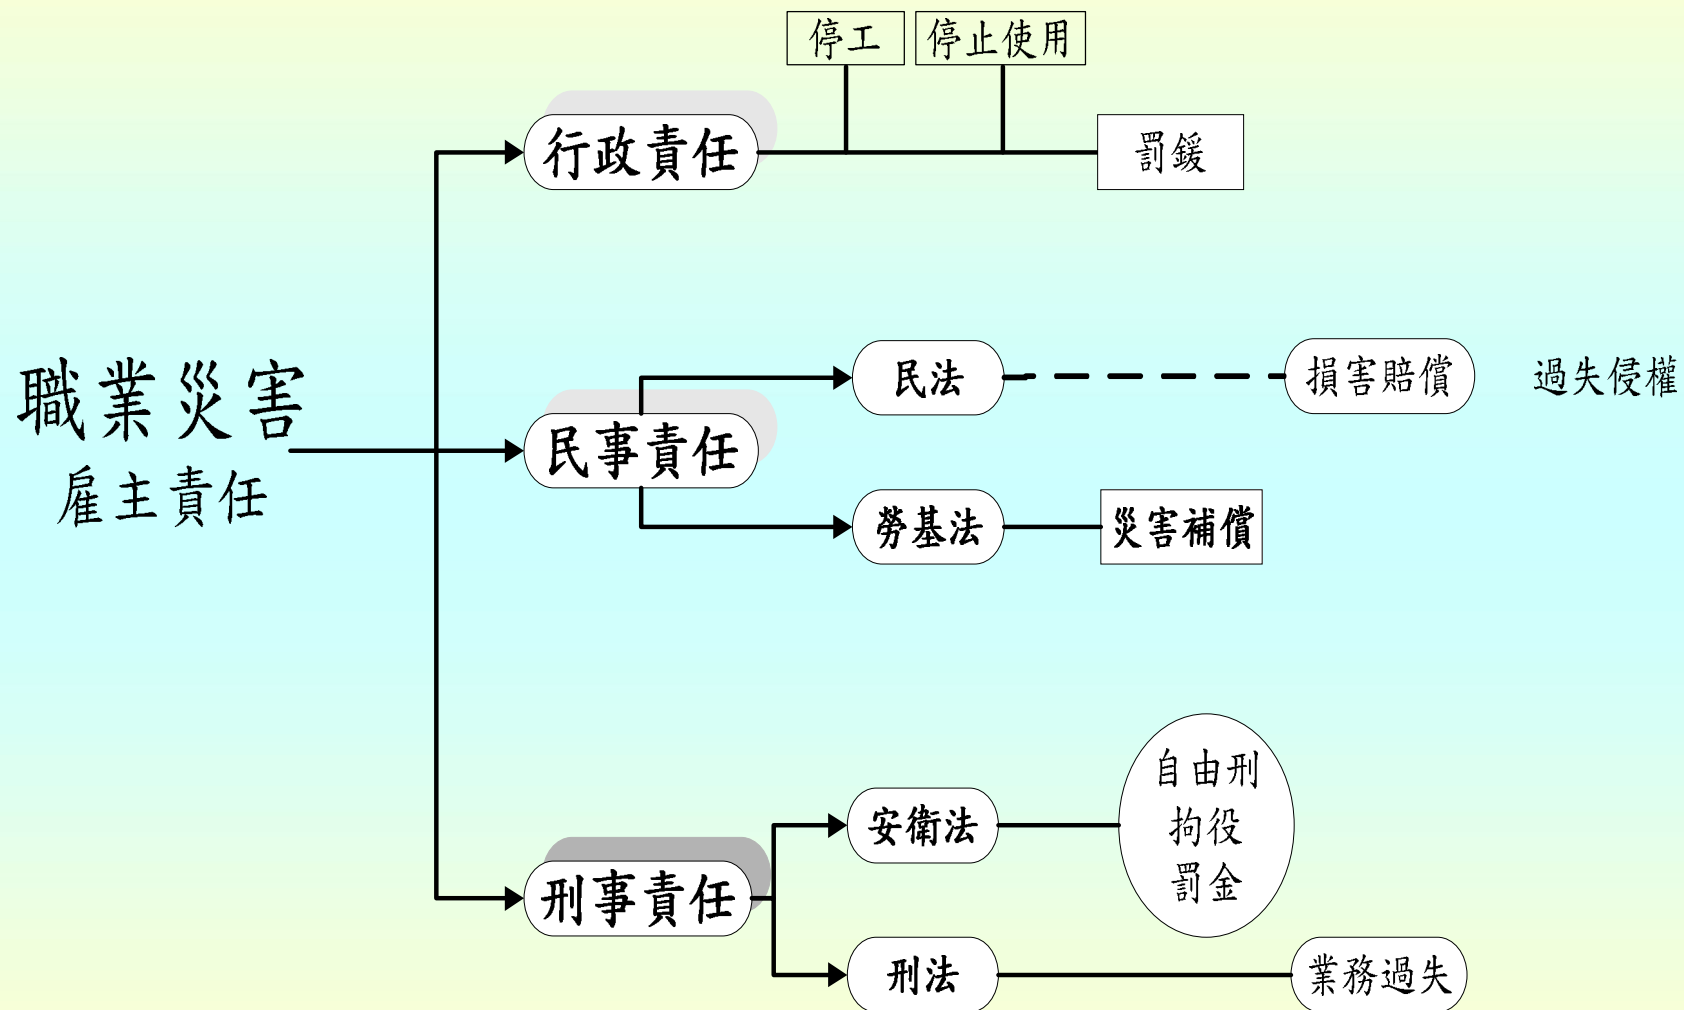 停工
停止使用
行政責任
罰鍰
職業災害
雇主責任
民法
損害賠償
過失侵權
民事責任
勞基法
災害補償
安衛法
自由刑
拘役
罰金
刑事責任
刑法
業務過失